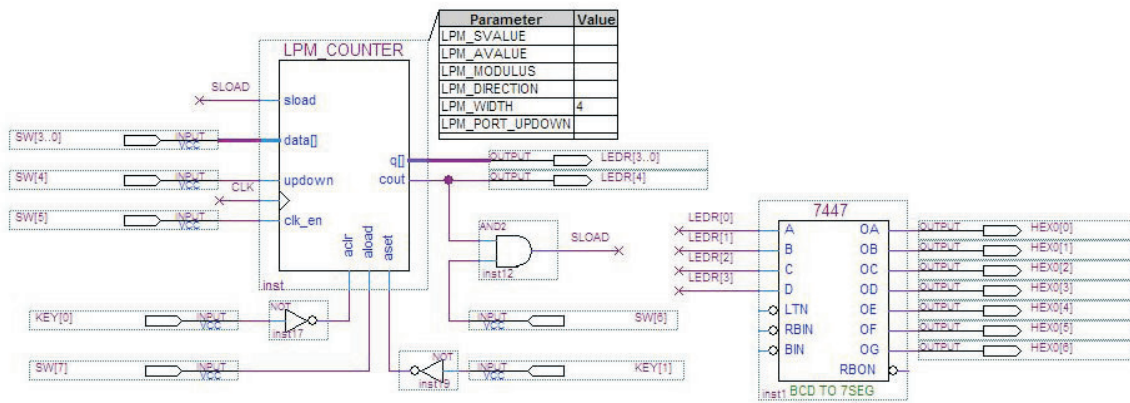 Parameter Value
LPM_SVALUE
LPM_AVALUE
LPM_MODULUS
LPM_DIRECTION
LPM_WIDTH 4
LPM_PORT_UPDOWN
LPM_COUNTER
SLOAD
sload
SW[3..0] INPUT VCC data[]
q[] OUTPUT LEDR[3..0]
SW[4] INPUT VCC updown
cout OUTPUT LEDR[4]
CLK
SW[5] INPUT VCC clk_en
aclr aload aset
inst
AND2
SLOAD
inst12
KEY[0] INPUT VCC NOT inst17
INPUT VCC SW[6]
SW[7] INPUT VCC
NOT inst19 INPUT VCC KEY[1]
7447
LEDR[0] A OA OUTPUT HEX0[0]
LEDR[1] B OB OUTPUT HEX0[1]
LEDR[2] C OC OUTPUT HEX0[2]
LEDR[3] D OD OUTPUT HEX0[3]
LTN OE OUTPUT HEX0[4]
RBIN OF OUTPUT HEX0[5]
BIN OG OUTPUT HEX0[6]
RBON
inst1 BCD TO 7SEG